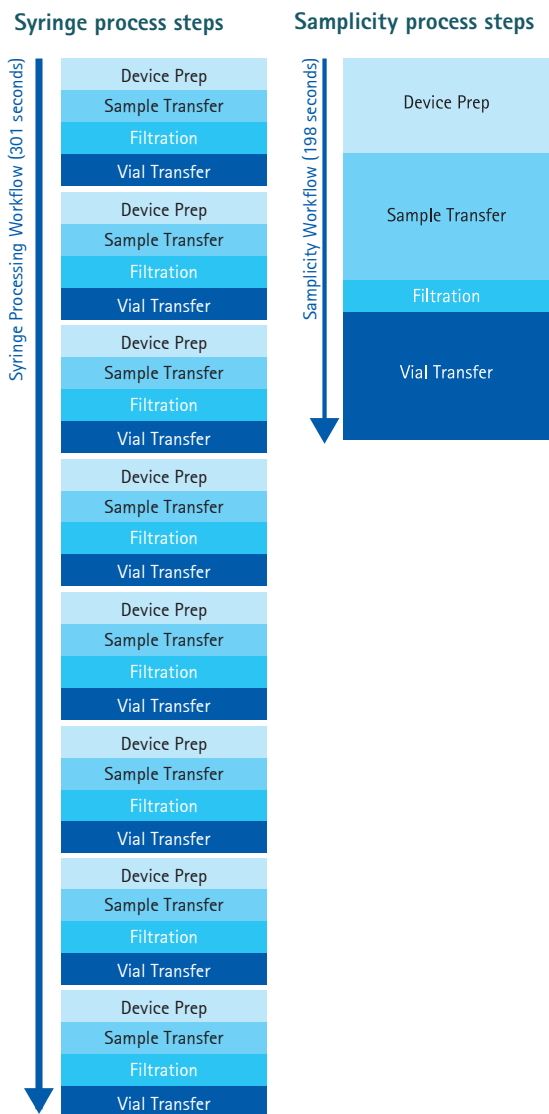 Syringe process steps
Syringe Processing Workflow (301 seconds)
Device Prep
Sample Transfer
Filtration
Vial Transfer
Device Prep
Sample Transfer
Filtration
Vial Transfer
Device Prep
Sample Transfer
Filtration
Vial Transfer
Device Prep
Sample Transfer
Filtration
Vial Transfer
Device Prep
Sample Transfer
Filtration
Vial Transfer
Device Prep
Sample Transfer
Filtration
Vial Transfer
Device Prep
Sample Transfer
Filtration
Vial Transfer
Device Prep
Sample Transfer
Filtration
Vial Transfer
Samplicity process steps
Samplicity Workflow (198 seconds)
Device Prep
Sample Transfer
Filtration
Vial Transfer